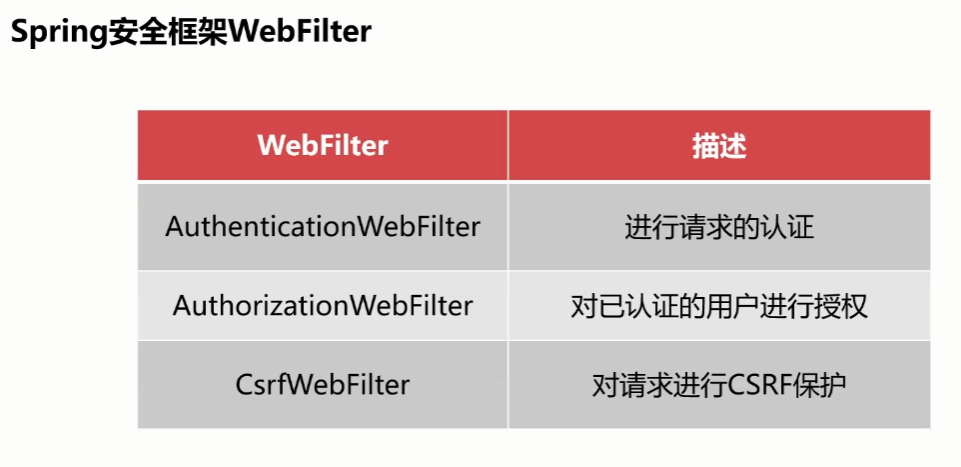 Spring安全框架WebFilter
WebFilter 描述
AuthenticationWebFilter 进行请求的认证
AuthorizationWebFilter 对已认证的用户进行授权
CsrfWebFilter 对请求进行CSRF保护